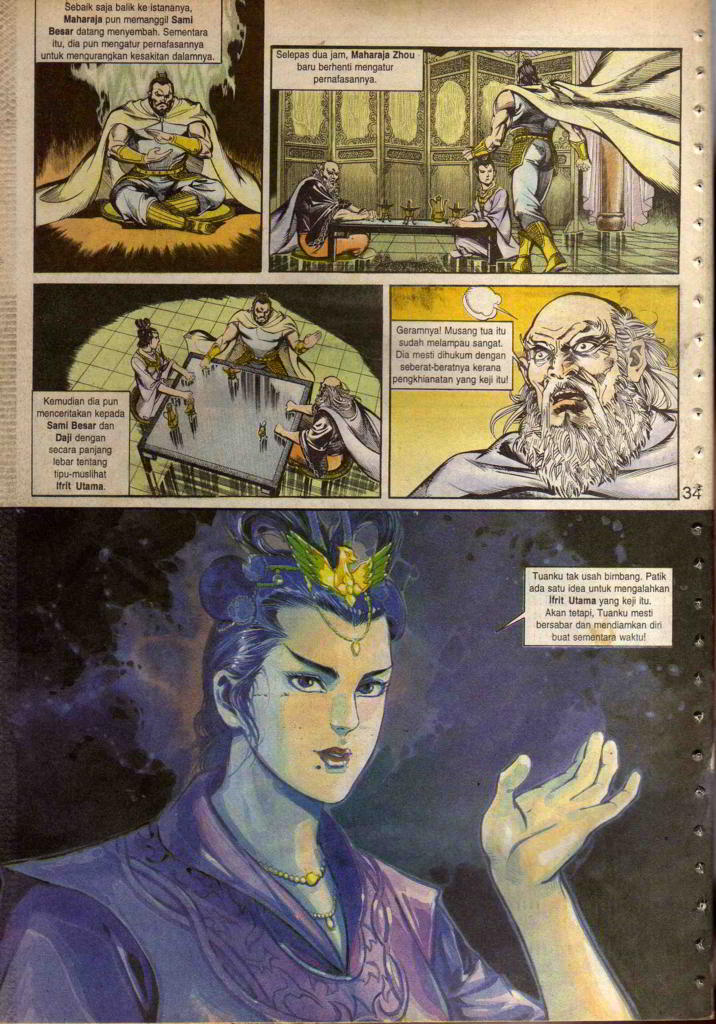 Sebaik saja balik ke istananya,
Maharaja pun memanggil Sami
Besar datang menyembah. Sementara
itu, dia pun mengatur pernafasannya
untuk mengurangkan kesakitan dalamnya.
Selepas dua jam, Maharaja Zhou
baru berhenti mengatur
pernafasannya.
Kemudian dia pun
menceritakan kepada
Sami Besar dan
Daji dengan
secara panjang
lebar tentang
tipu-muslihat
Ifrit Utama.
Geramnya! Musang tua itu
sudah melampau sangat.
Dia mesti dihukum dengan
seberat-beratnya kerana
pengkhianatan yang keji itu!
34
Tuanku tak usah bimbang. Patik
ada satu idea untuk mengalahkan
Ifrit Utama yang keji itu.
Akan tetapi, Tuanku mesti
bersabar dan mendiamkan diri
buat sementara waktu!